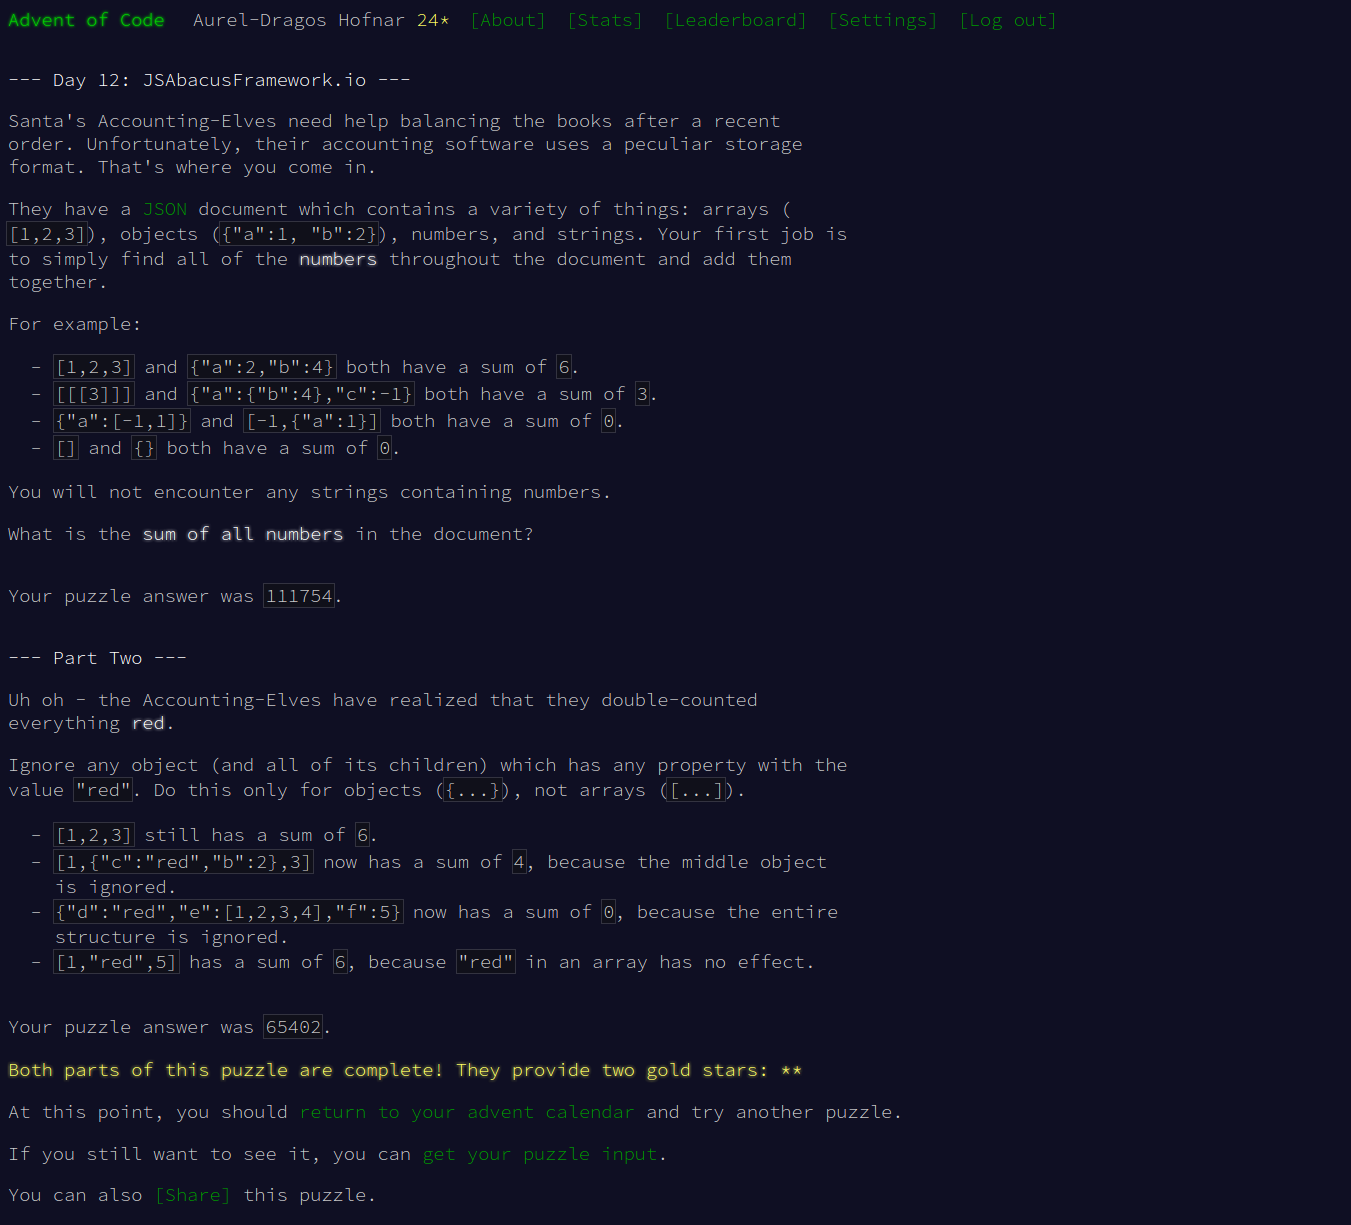 Advent of Code Aurel-Dragos Hofnar 24* [About] [Stats] [Leaderboard] [Settings] [Log out]
--- Day 12: JSAbacusFramework.io ---
Santa's Accounting-Elves need help balancing the books after a recent
order. Unfortunately, their accounting software uses a peculiar storage
format. That's where you come in.
They have a JSON document which contains a variety of things: arrays (
[1,2,3]), objects ({"a":1, "b":2}), numbers, and strings. Your first job is
to simply find all of the numbers throughout the document and add them
together.
For example:
- [1,2,3] and {"a":2,"b":4} both have a sum of 6.
- [[[3]]] and {"a":{"b":4},"c":-1} both have a sum of 3.
- {"a":[-1,1]} and [-1,{"a":1}] both have a sum of 0.
- [] and {} both have a sum of 0.
You will not encounter any strings containing numbers.
What is the sum of all numbers in the document?
Your puzzle answer was 111754.
--- Part Two ---
Uh oh - the Accounting-Elves have realized that they double-counted
everything red.
Ignore any object (and all of its children) which has any property with the
value "red". Do this only for objects ({...}), not arrays ([...]).
- [1,2,3] still has a sum of 6.
- [1,{"c":"red","b":2},3] now has a sum of 4, because the middle object
is ignored.
- {"d":"red","e":[1,2,3,4],"f":5} now has a sum of 0, because the entire
structure is ignored.
- [1,"red",5] has a sum of 6, because "red" in an array has no effect.
Your puzzle answer was 65402.
Both parts of this puzzle are complete! They provide two gold stars: **
At this point, you should return to your advent calendar and try another puzzle.
If you still want to see it, you can get your puzzle input.
You can also [Share] this puzzle.